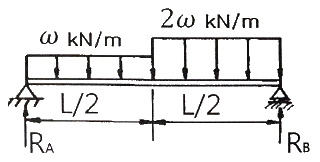 ω kN/m
2ω kN/m
L/2
L/2
RA
RB